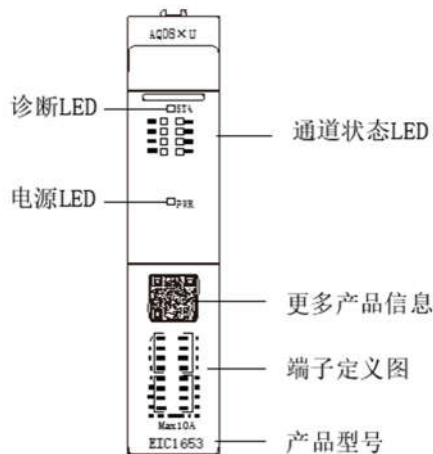 AQDS×U
诊断LED
STA
通道状态LED
电源LED
PWR
更多产品信息
端子定义图
Max10A
EIC1653
产品型号